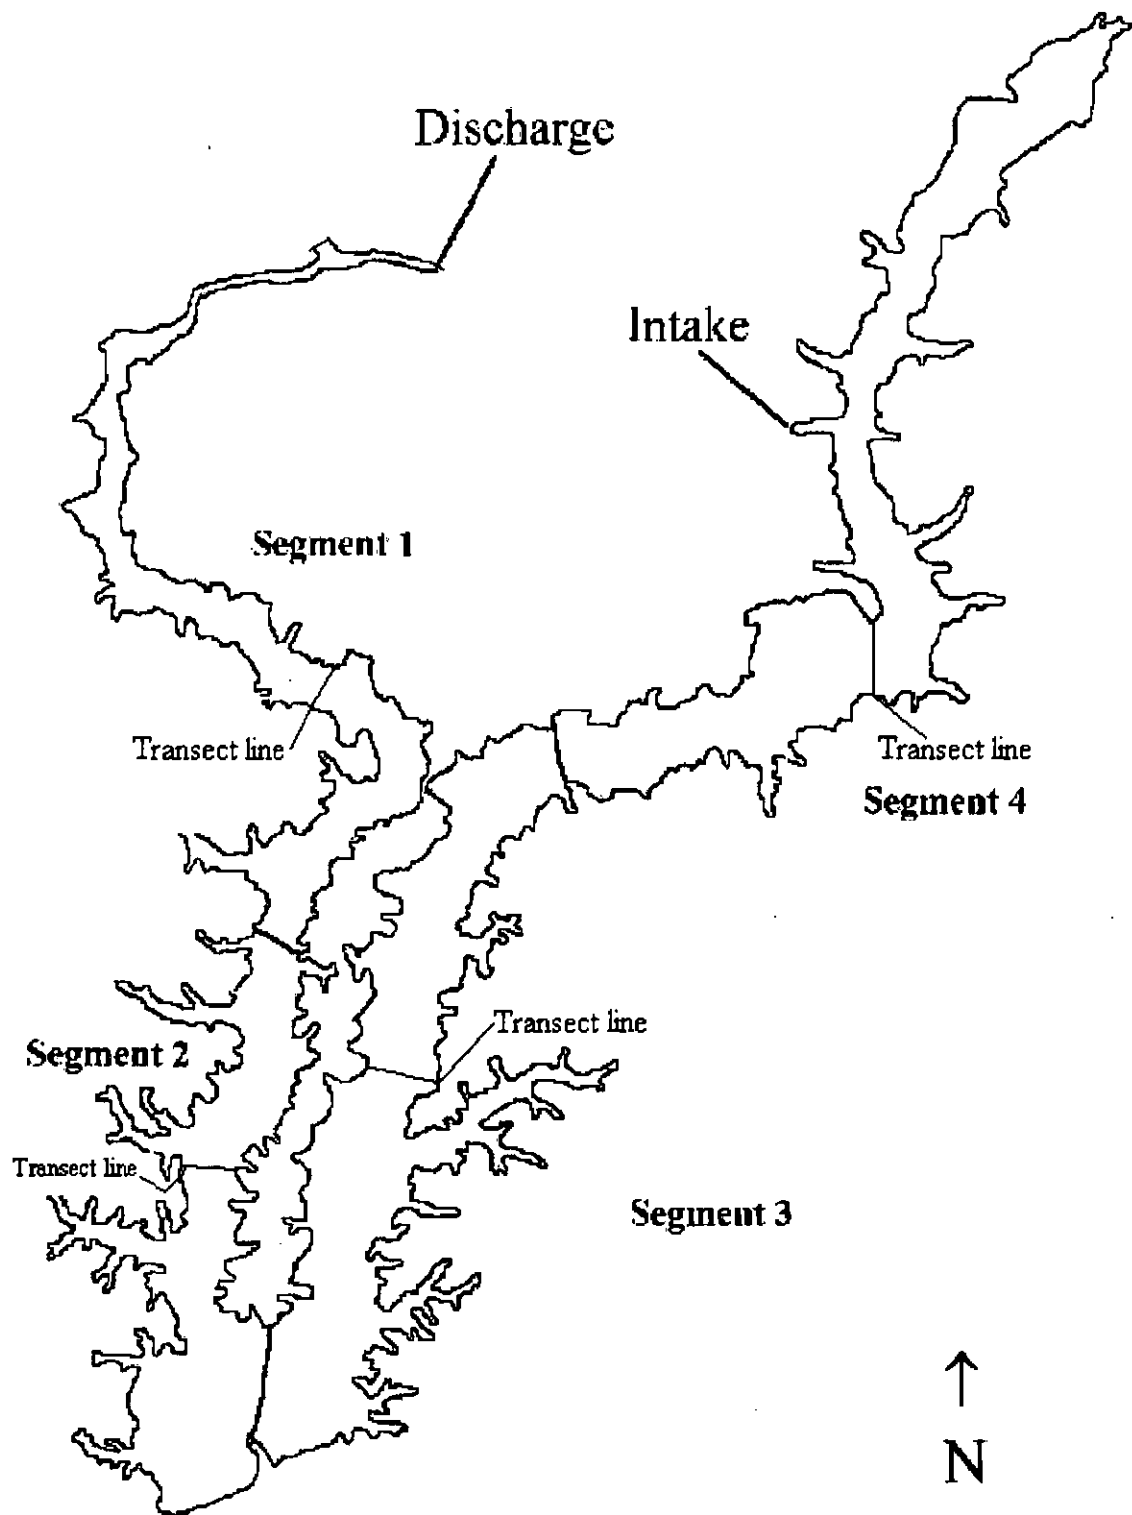 Discharge
Intake
Segment 1
Transect line
Transect line
Segment 4
Transect line
Segment 2
Transect line
Segment 3
N